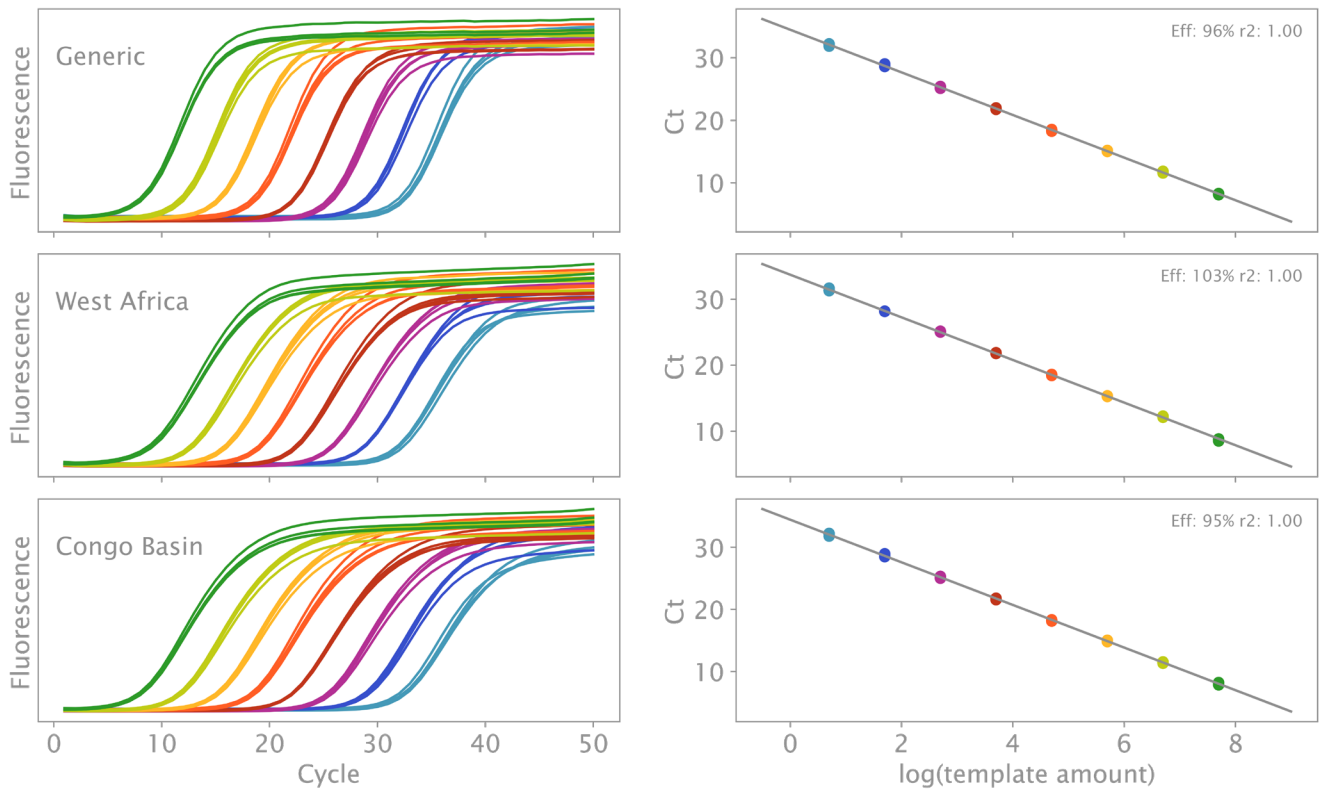 Fluorescence
Generic
Ct
30
20
10
Eff: 96% r2: 1.00
Fluorescence
West Africa
Ct
30
20
10
Eff: 103% r2: 1.00
Fluorescence
Congo Basin
Ct
30
20
10
Eff: 95% r2: 1.00
0 10 20 30 40 50
Cycle
0 2 4 6 8
log(template amount)